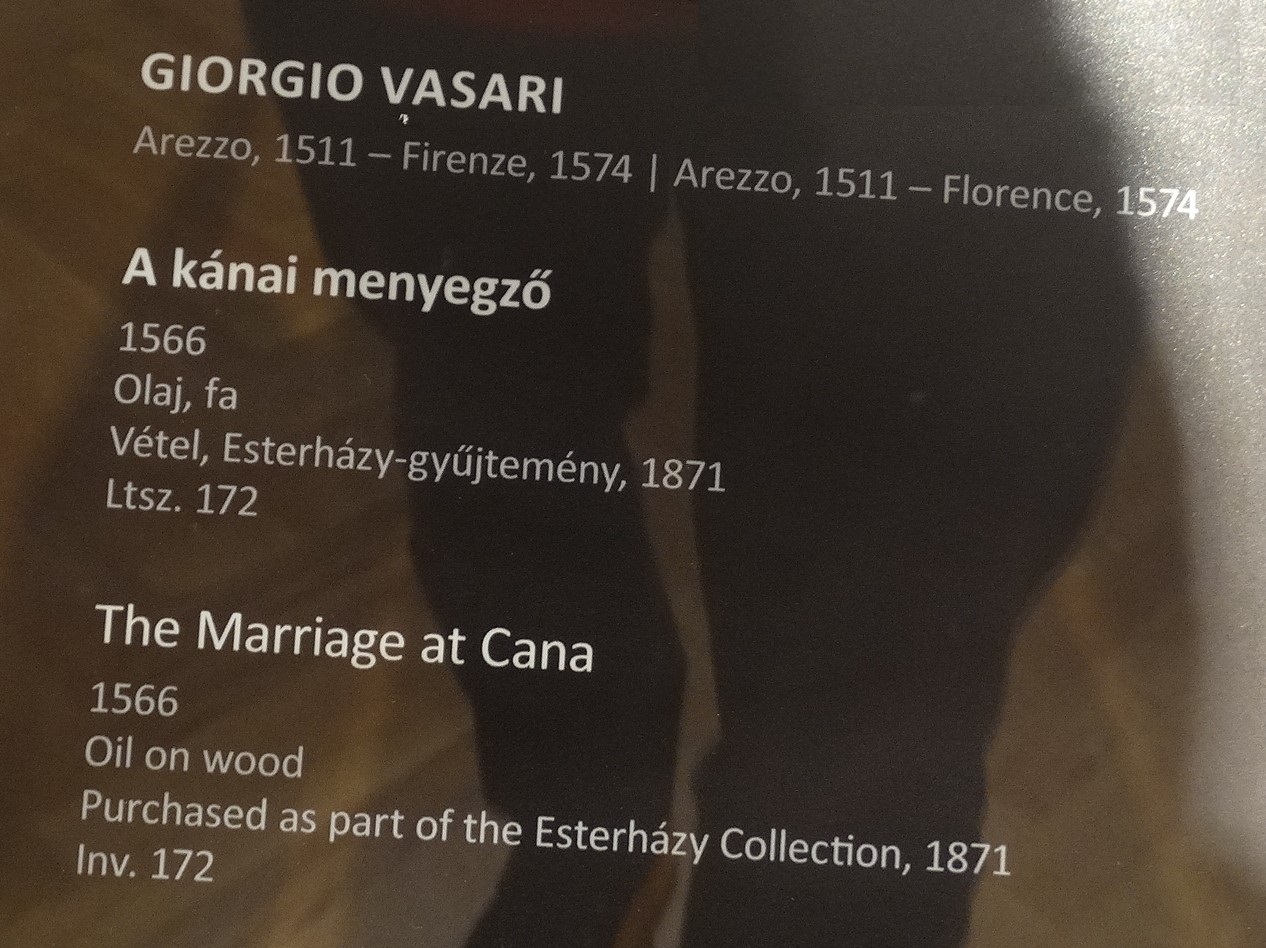 GIORGIO VASARI
Arezzo, 1511 – Firenze, 1574 | Arezzo, 1511 – Florence, 1574
A kánai menyegző
1566
Olaj, fa
Vétel, Esterházy-gyűjtemény, 1871
Ltsz. 172
The Marriage at Cana
1566
Oil on wood
Purchased as part of the Esterházy Collection, 1871
Inv. 172